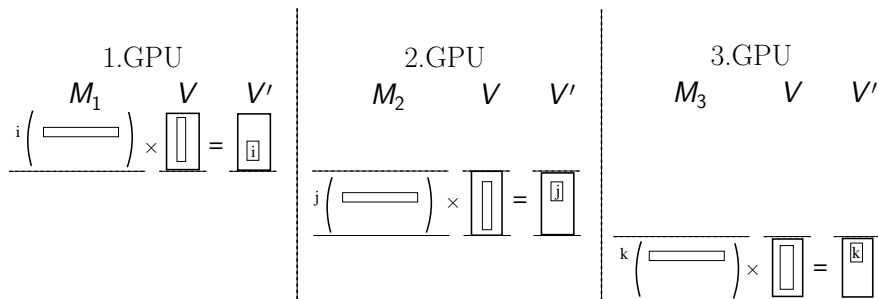 1.GPU 2.GPU 3.GPU
M₁ V V′ M₂ V V′ M₃ V V′
i ( ) × = i
j ( ) × = j
k ( ) × = k